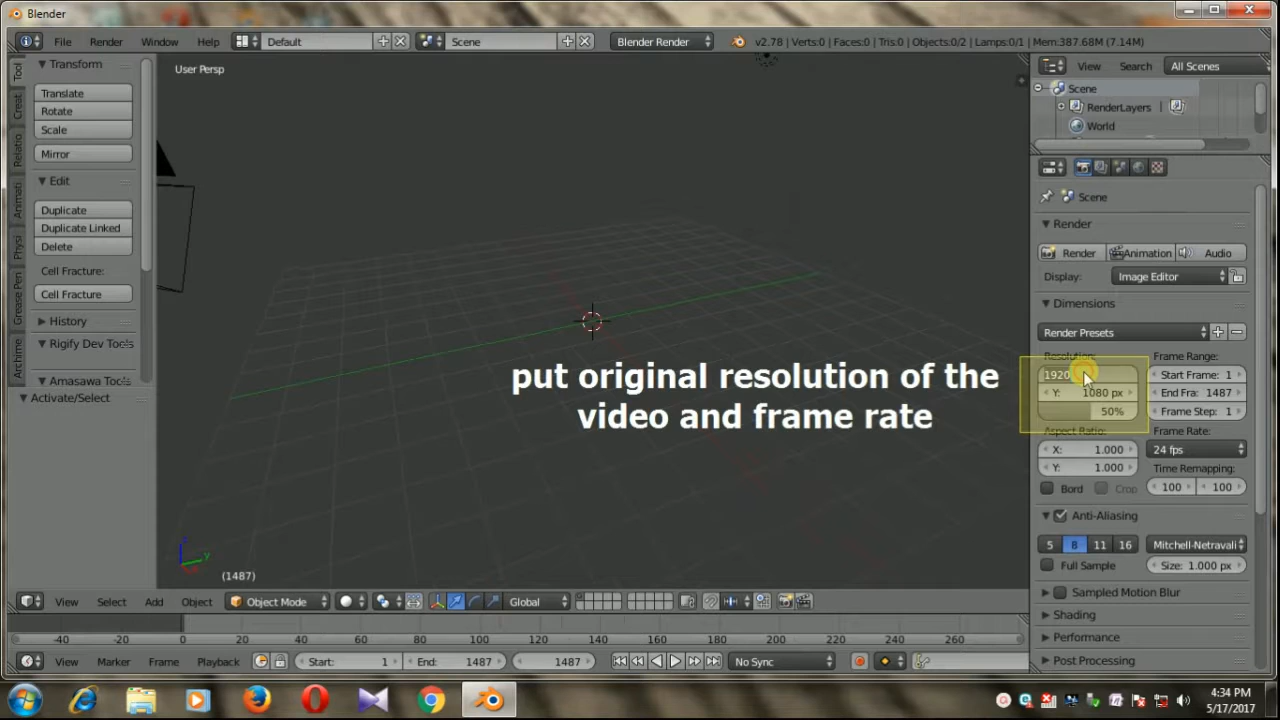 Blender
File Render Window Help Default Scene Blender Render v2.78 | Verts:0 | Faces:0 | Tris:0 | Objects:0/2 | Lamps:0/1 | Mem:387.68M (7.14M)
Transform
Translate
Rotate
Scale
Mirror
Edit
Duplicate
Duplicate Linked
Delete
Cell Fracture:
Cell Fracture
History
Rigify Dev Tools
Amasawa Tools
Activate/Select
Tool
Creat
Relatio
Animati
Physi
Grease Pen
Archime
User Persp
put original resolution of the
video and frame rate
(1487)
View Search All Scenes
Scene
RenderLayers |
World
Scene
Render
Render Animation Audio
Display: Image Editor
Dimensions
Render Presets
Resolution: Frame Range:
1920 Start Frame: 1
Y: 1080 px End Fra: 1487
50% Frame Step: 1
Aspect Ratio: Frame Rate:
X: 1.000 24 fps
Y: 1.000 Time Remapping:
Bord Crop 100 100
Anti-Aliasing
5 8 11 16 Mitchell-Netravali
Full Sample Size: 1.000 px
Sampled Motion Blur
Shading
Performance
Post Processing
View Select Add Object Object Mode Global
-40 -20 0 20 40 60 80 100 120 140 160 180 200 220 240 260
View Marker Frame Playback Start: 1 End: 1487 1487 No Sync
4:34 PM
5/17/2017